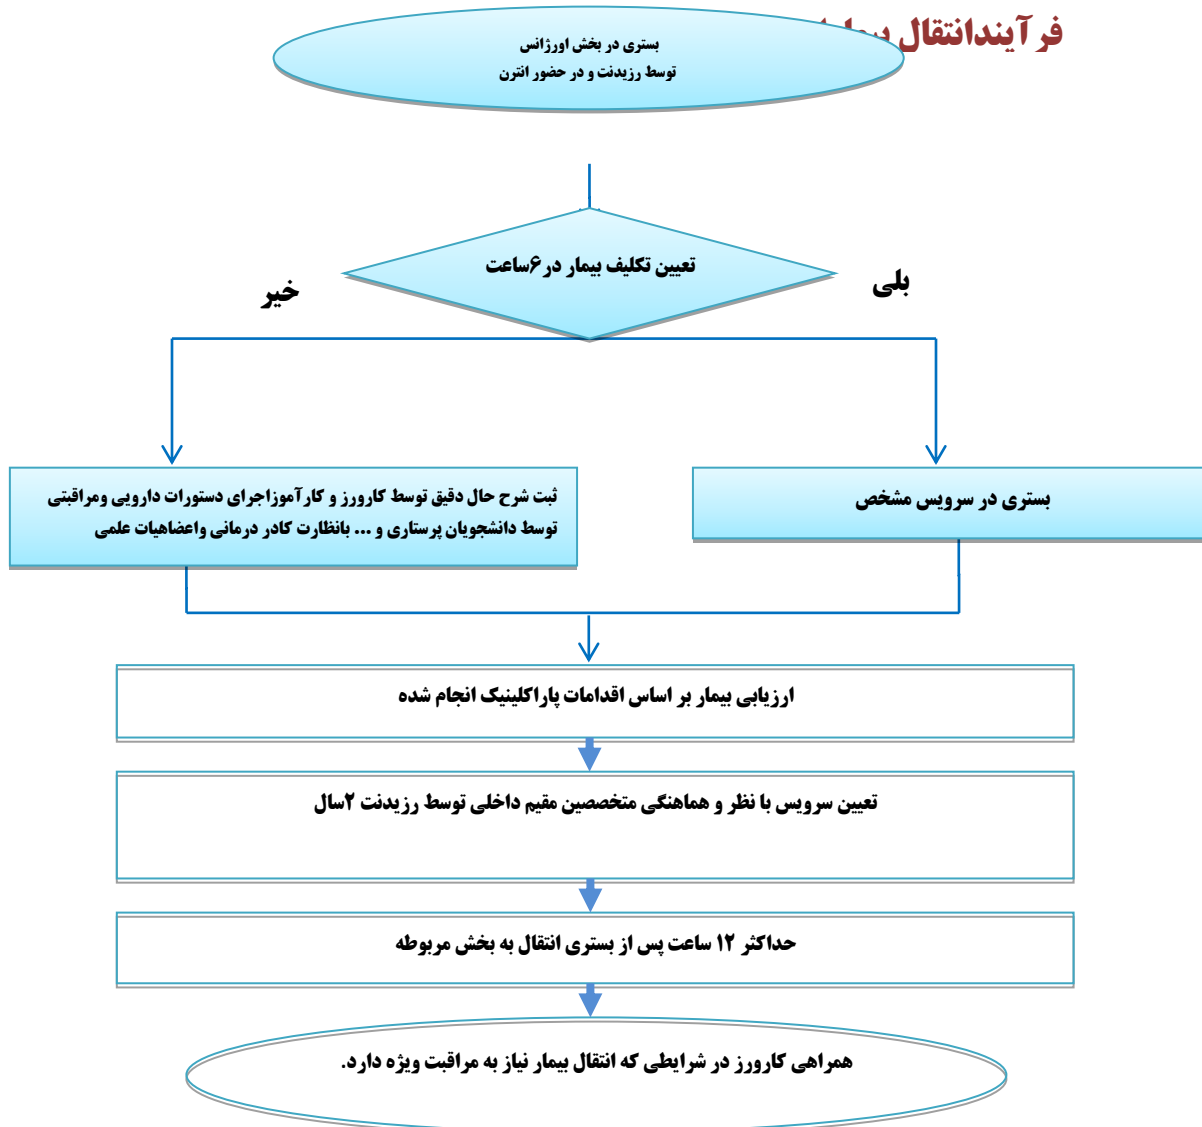 فرآیندانتقال
بستری در بخش اورژانس
توسط رزیدنت و در حضور انترن
تعیین تکلیف بیمار در۶ساعت
بلی
خیر
بستری در سرویس مشخص
ثبت شرح حال دقیق توسط کارورز و کارآموزاجرای دستورات دارویی ومراقبتی
توسط دانشجویان پرستاری و ... بانظارت کادر درمانی واعضاهیات علمی
ارزیابی بیمار بر اساس اقدامات پاراکلینیک انجام شده
تعیین سرویس با نظر و هماهنگی متخصصین مقیم داخلی توسط رزیدنت ۲سال
حداکثر ۱۲ ساعت پس از بستری انتقال به بخش مربوطه
همراهی کارورز در شرایطی که انتقال بیمار نیاز به مراقبت ویژه دارد.